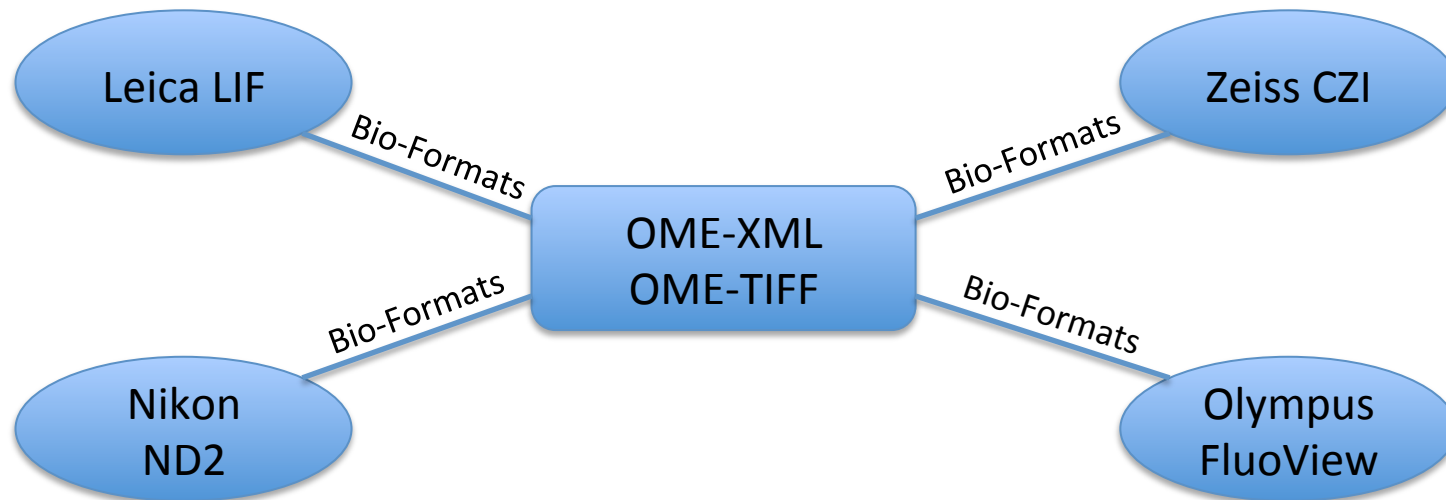 Leica LIF
Zeiss CZI
Bio-Formats
Bio-Formats
OME-XML
OME-TIFF
Bio-Formats
Bio-Formats
Nikon
ND2
Olympus
FluoView